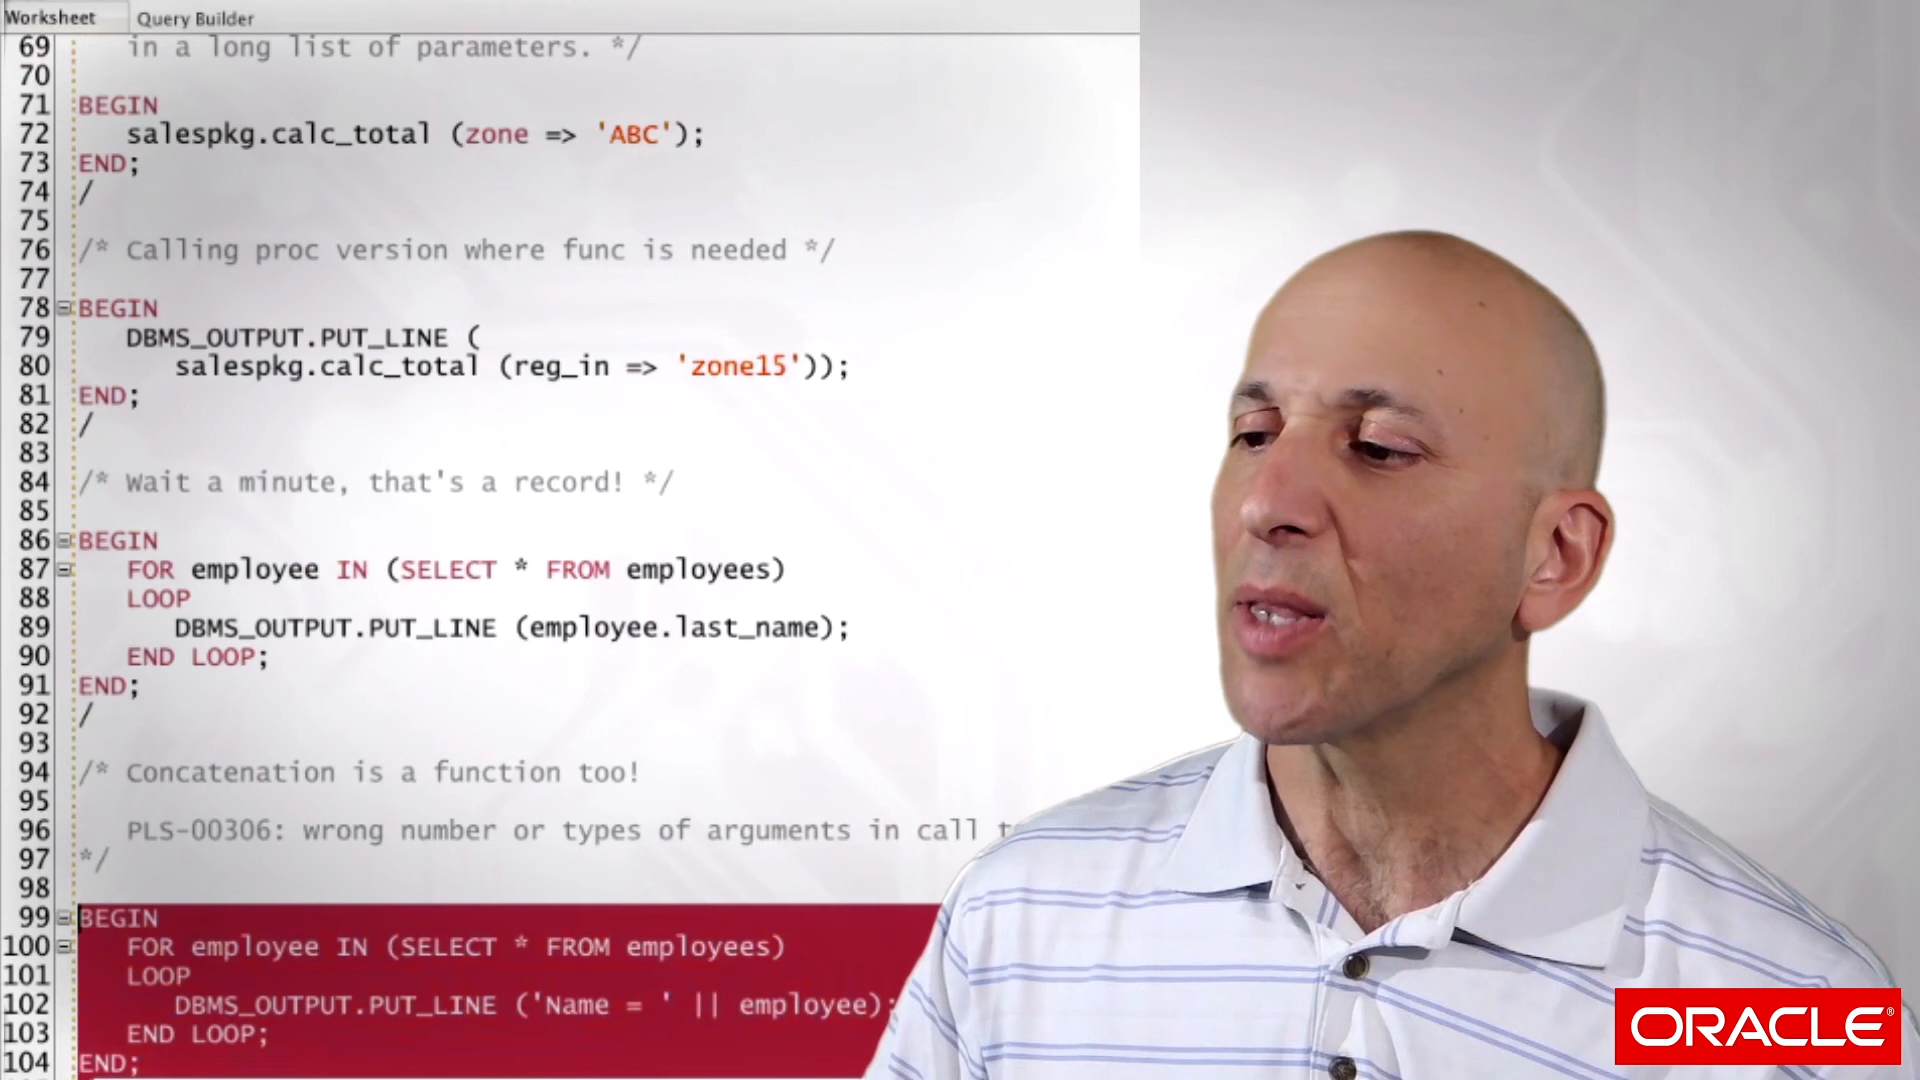 Worksheet Query Builder
69 in a long list of parameters. */
70
71 BEGIN
72 salespkg.calc_total (zone => 'ABC');
73 END;
74 /
75
76 /* Calling proc version where func is needed */
77
78 BEGIN
79 DBMS_OUTPUT.PUT_LINE (
80 salespkg.calc_total (reg_in => 'zone15'));
81 END;
82 /
83
84 /* Wait a minute, that's a record! */
85
86 BEGIN
87 FOR employee IN (SELECT * FROM employees)
88 LOOP
89 DBMS_OUTPUT.PUT_LINE (employee.last_name);
90 END LOOP;
91 END;
92 /
93
94 /* Concatenation is a function too!
95
96 PLS-00306: wrong number or types of arguments in call
97 */
98
99 BEGIN
100 FOR employee IN (SELECT * FROM employees)
101 LOOP
102 DBMS_OUTPUT.PUT_LINE ('Name = ' || employee);
103 END LOOP;
104 END;
ORACLE®